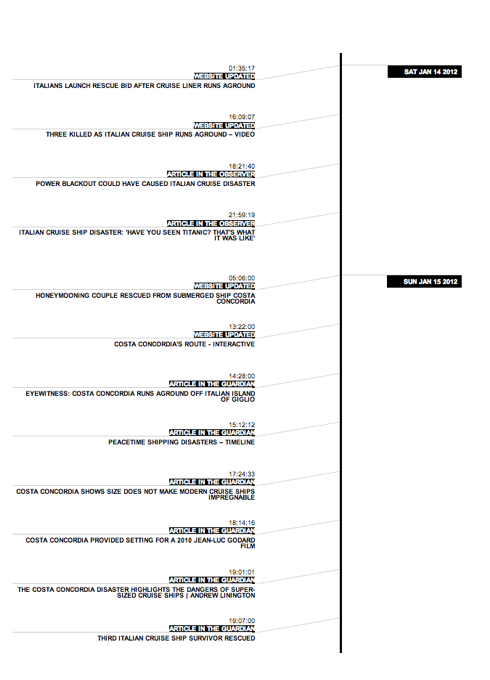 01:35:17
SAT JAN 14 2012
WEBSITE UPDATED
ITALIANS LAUNCH RESCUE BID AFTER CRUISE LINER RUNS AGROUND
16:09:07
WEBSITE UPDATED
THREE KILLED AS ITALIAN CRUISE SHIP RUNS AGROUND – VIDEO
18:21:40
ARTICLE IN THE OBSERVER
POWER BLACKOUT COULD HAVE CAUSED ITALIAN CRUISE DISASTER
21:59:19
ARTICLE IN THE OBSERVER
ITALIAN CRUISE SHIP DISASTER: 'HAVE YOU SEEN TITANIC? THAT'S WHAT
IT WAS LIKE'
05:06:00
SUN JAN 15 2012
WEBSITE UPDATED
HONEYMOONING COUPLE RESCUED FROM SUBMERGED SHIP COSTA
CONCORDIA
13:22:00
WEBSITE UPDATED
COSTA CONCORDIA'S ROUTE - INTERACTIVE
14:28:00
ARTICLE IN THE GUARDIAN
EYEWITNESS: COSTA CONCORDIA RUNS AGROUND OFF ITALIAN ISLAND
OF GIGLIO
15:12:12
ARTICLE IN THE GUARDIAN
PEACETIME SHIPPING DISASTERS – TIMELINE
17:24:33
ARTICLE IN THE GUARDIAN
COSTA CONCORDIA SHOWS SIZE DOES NOT MAKE MODERN CRUISE SHIPS
IMPREGNABLE
18:14:16
ARTICLE IN THE GUARDIAN
COSTA CONCORDIA PROVIDED SETTING FOR A 2010 JEAN-LUC GODARD
FILM
19:01:01
ARTICLE IN THE GUARDIAN
THE COSTA CONCORDIA DISASTER HIGHLIGHTS THE DANGERS OF SUPER-
SIZED CRUISE SHIPS | ANDREW LININGTON
19:07:00
ARTICLE IN THE GUARDIAN
THIRD ITALIAN CRUISE SHIP SURVIVOR RESCUED